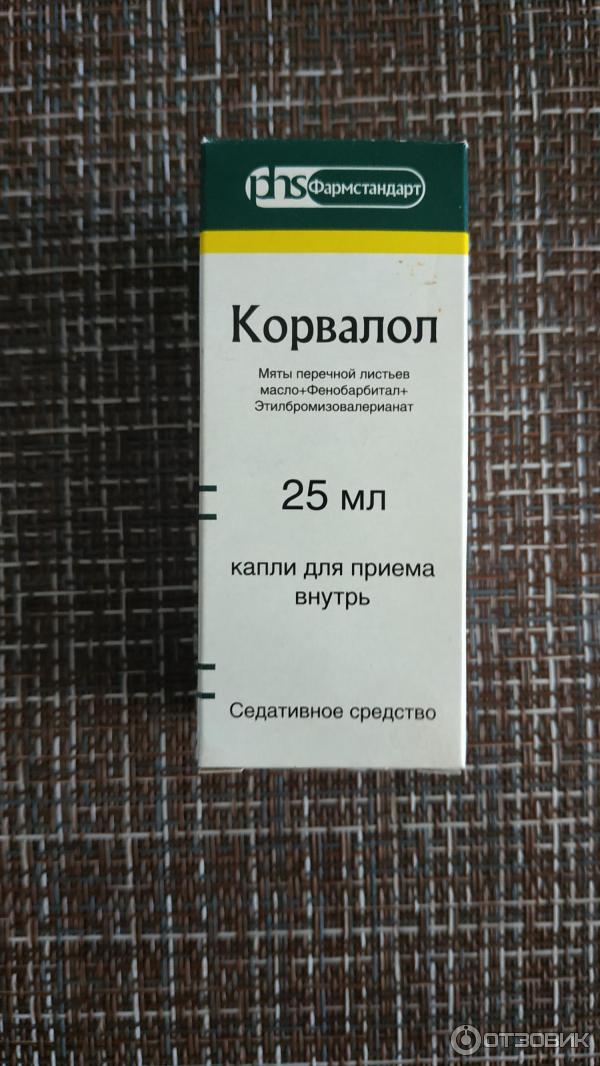 phs Фармстандарт
Корвалол
Мяты перечной листьев
масло+Фенобарбитал+
Этилбромизовалерианат
25 мл
капли для приема
внутрь
Седативное средство
ОТЗОВИК